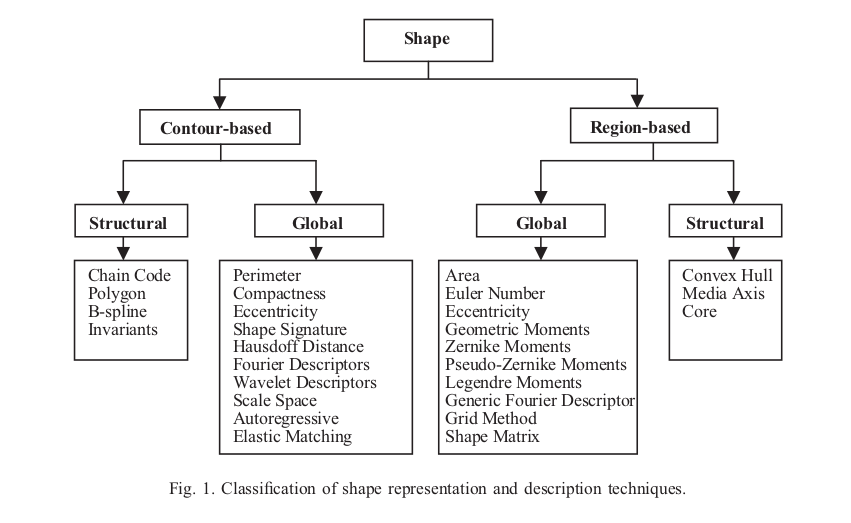 Shape
Contour-based
Region-based
Structural
Global
Global
Structural
Chain Code
Polygon
B-spline
Invariants
Perimeter
Compactness
Eccentricity
Shape Signature
Hausdoff Distance
Fourier Descriptors
Wavelet Descriptors
Scale Space
Autoregressive
Elastic Matching
Area
Euler Number
Eccentricity
Geometric Moments
Zernike Moments
Pseudo-Zernike Moments
Legendre Moments
Generic Fourier Descriptor
Grid Method
Shape Matrix
Convex Hull
Media Axis
Core
Fig. 1. Classification of shape representation and description techniques.